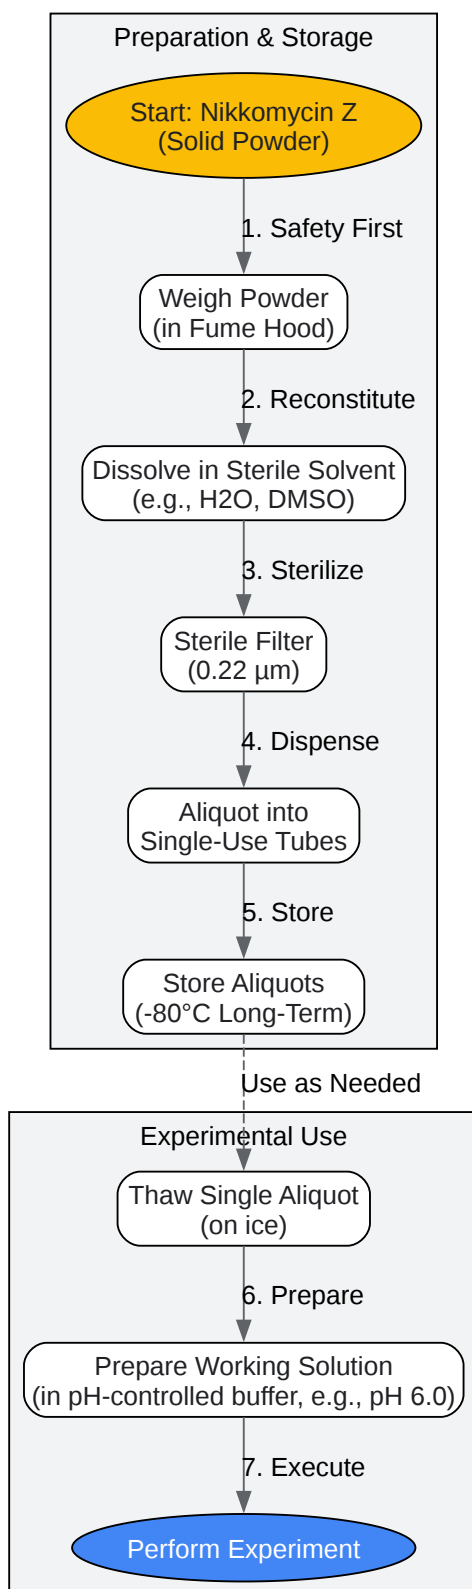 Preparation & Storage
Start: Nikkomycin Z
(Solid Powder)
1. Safety First
Weigh Powder
(in Fume Hood)
2. Reconstitute
Dissolve in Sterile Solvent
(e.g., H2O, DMSO)
3. Sterilize
Sterile Filter
(0.22 µm)
4. Dispense
Aliquot into
Single-Use Tubes
5. Store
Store Aliquots
(-80°C Long-Term)
Use as Needed
Experimental Use
Thaw Single Aliquot
(on ice)
6. Prepare
Prepare Working Solution
(in pH-controlled buffer, e.g., pH 6.0)
7. Execute
Perform Experiment